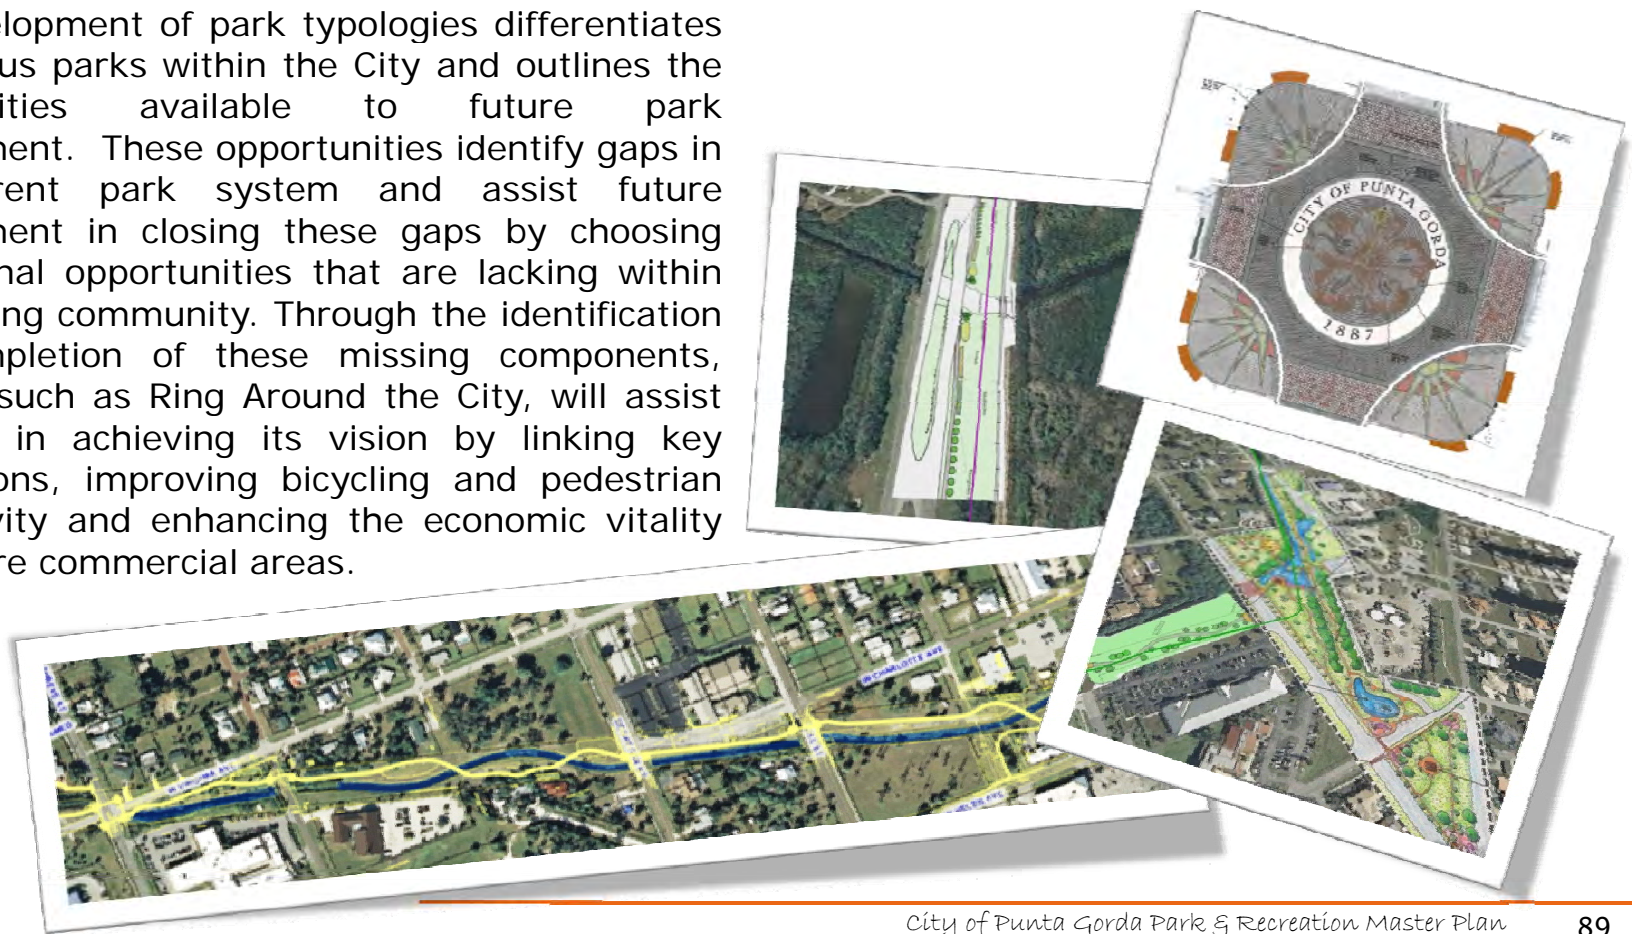 elopment of park typologies differentiates
us parks within the City and outlines the
ities available to future park
ment. These opportunities identify gaps in
rent park system and assist future
ment in closing these gaps by choosing
nal opportunities that are lacking within
ng community. Through the identification
mpletion of these missing components,
such as Ring Around the City, will assist
in achieving its vision by linking key
ons, improving bicycling and pedestrian
vity and enhancing the economic vitality
re commercial areas.
CITY OF PUNTA GORDA
1887
W CHARLOTTE AVE
W VIRGINIA AVE
City of Punta Gorda Park & Recreation Master Plan
89